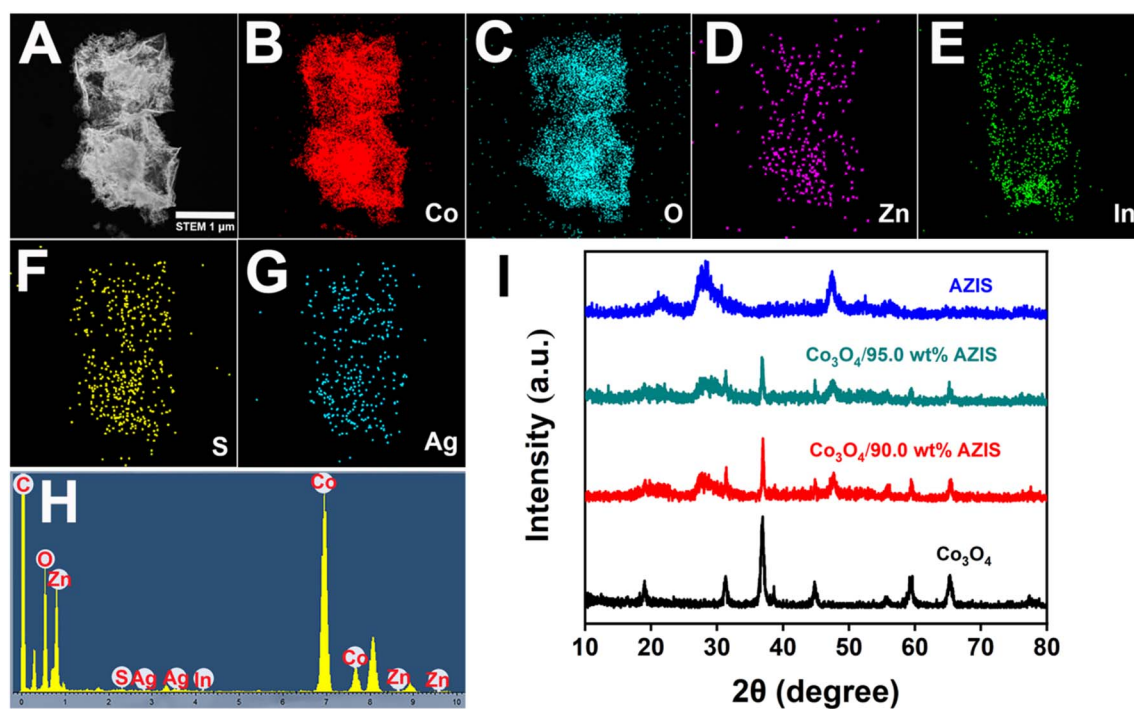 A
STEM 1 µm
B
Co
C
O
D
Zn
E
In
F
S
G
Ag
H
C
O
Zn
S
Ag
Ag
In
Co
Co
Zn
Zn
0 1 2 3 4 5 6 7 8 9 10
I
Intensity (a.u.)
AZIS
Co₃O₄/95.0 wt% AZIS
Co₃O₄/90.0 wt% AZIS
Co₃O₄
10 20 30 40 50 60 70 80
2θ (degree)